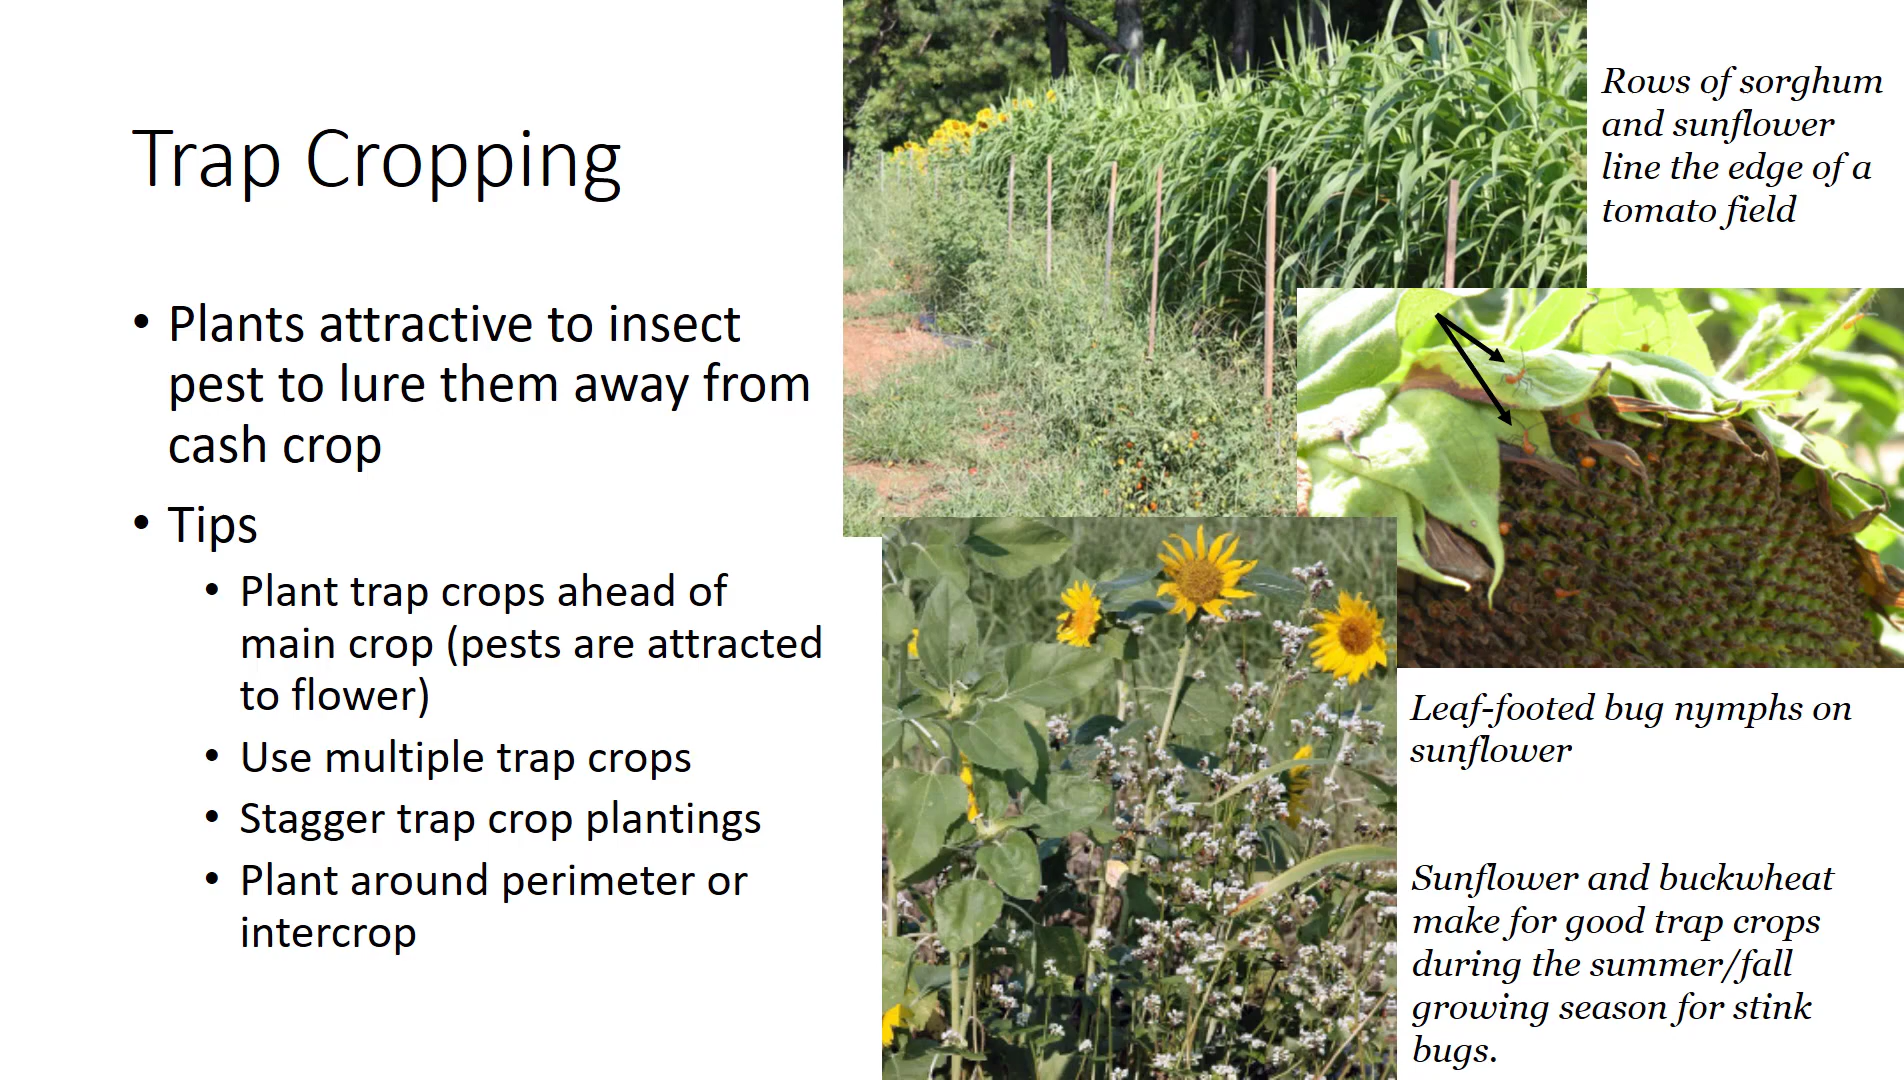 Trap Cropping
• Plants attractive to insect
pest to lure them away from
cash crop
• Tips
• Plant trap crops ahead of
main crop (pests are attracted
to flower)
• Use multiple trap crops
• Stagger trap crop plantings
• Plant around perimeter or
intercrop
Rows of sorghum
and sunflower
line the edge of a
tomato field
Leaf-footed bug nymphs on
sunflower
Sunflower and buckwheat
make for good trap crops
during the summer/fall
growing season for stink
bugs.